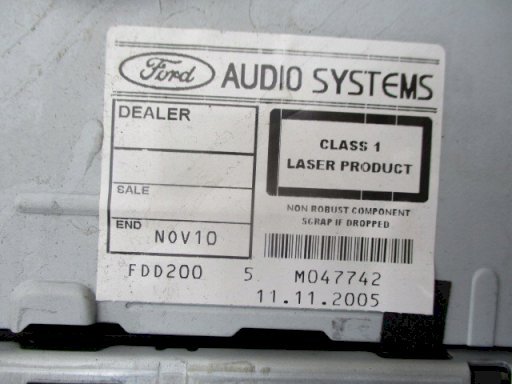 Ford AUDIO SYSTEMS
DEALER
CLASS 1
LASER PRODUCT
SALE
NON ROBUST COMPONENT
SCRAP IF DROPPED
END NOV10
FDD200 5 M047742
11.11.2005